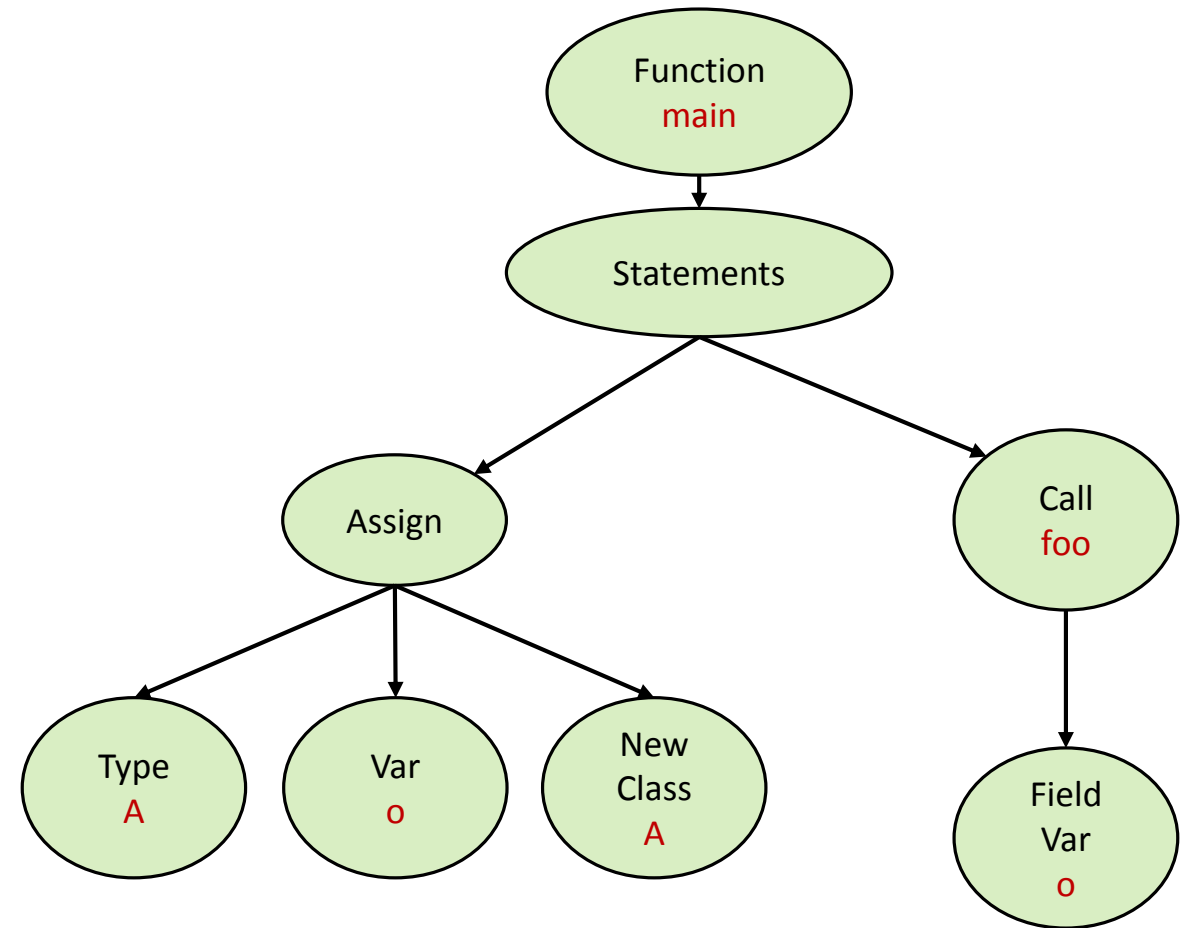 Function
main
Statements
Assign
Call
foo
Type
A
Var
o
New
Class
A
Field
Var
o